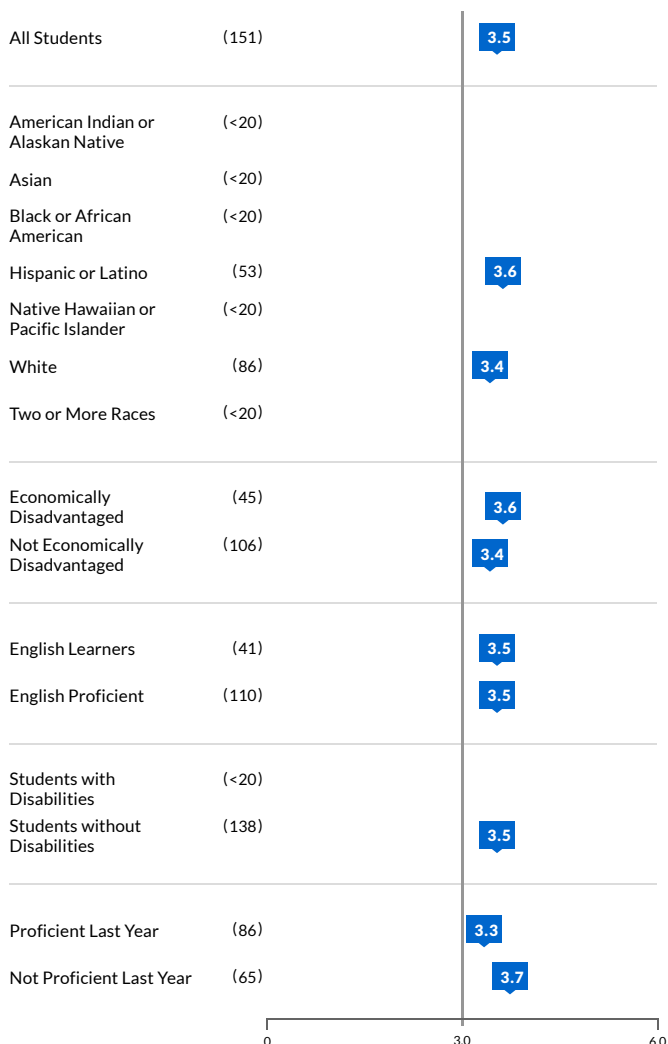 All Students (151) 3.5
American Indian or (<20)
Alaskan Native
Asian (<20)
Black or African (<20)
American
Hispanic or Latino (53) 3.6
Native Hawaiian or (<20)
Pacific Islander
White (86) 3.4
Two or More Races (<20)
Economically (45) 3.6
Disadvantaged
Not Economically (106) 3.4
Disadvantaged
English Learners (41) 3.5
English Proficient (110) 3.5
Students with (<20)
Disabilities
Students without (138) 3.5
Disabilities
Proficient Last Year (86) 3.3
Not Proficient Last Year (65) 3.7
0 3.0 6.0